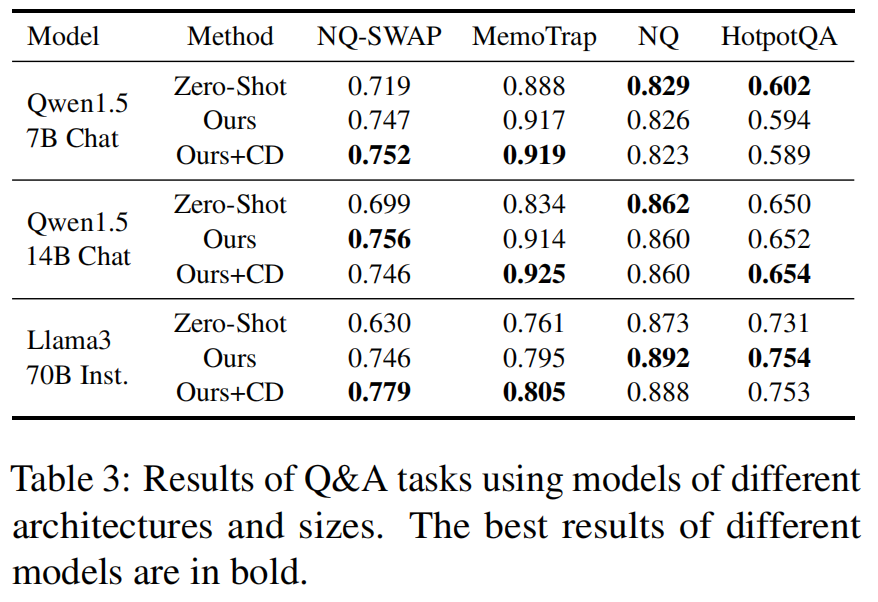 Model Method NQ-SWAP MemoTrap NQ HotpotQA
Qwen1.5 7B Chat
Zero-Shot 0.719 0.888 0.829 0.602
Ours 0.747 0.917 0.826 0.594
Ours+CD 0.752 0.919 0.823 0.589
Qwen1.5 14B Chat
Zero-Shot 0.699 0.834 0.862 0.650
Ours 0.756 0.914 0.860 0.652
Ours+CD 0.746 0.925 0.860 0.654
Llama3 70B Inst.
Zero-Shot 0.630 0.761 0.873 0.731
Ours 0.746 0.795 0.892 0.754
Ours+CD 0.779 0.805 0.888 0.753
Table 3: Results of Q&A tasks using models of different
architectures and sizes. The best results of different
models are in bold.